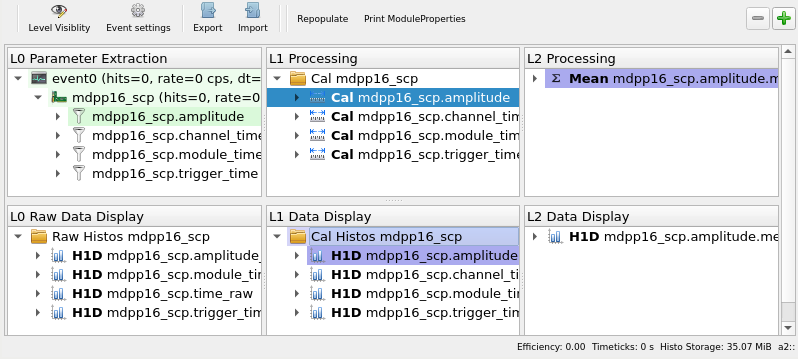 Level Visiblity Event settings Export Import Repopulate Print ModuleProperties
L0 Parameter Extraction
event0 (hits=0, rate=0 cps, dt=
mdpp16_scp (hits=0, rate=0
mdpp16_scp.amplitude
mdpp16_scp.channel_time
mdpp16_scp.module_time
mdpp16_scp.trigger_time
L1 Processing
Cal mdpp16_scp
Cal mdpp16_scp.amplitude
Cal mdpp16_scp.channel_tim
Cal mdpp16_scp.module_tim
Cal mdpp16_scp.trigger_time
L2 Processing
Σ Mean mdpp16_scp.amplitude.m
L0 Raw Data Display
Raw Histos mdpp16_scp
H1D mdpp16_scp.amplitude_
H1D mdpp16_scp.module_tim
H1D mdpp16_scp.time_raw
H1D mdpp16_scp.trigger_tim
L1 Data Display
Cal Histos mdpp16_scp
H1D mdpp16_scp.amplitude
H1D mdpp16_scp.channel_ti
H1D mdpp16_scp.module_tir
H1D mdpp16_scp.trigger_tim
L2 Data Display
H1D mdpp16_scp.amplitude.me
Efficiency: 0.00 Timeticks: 0 s Histo Storage: 35.07 MiB a2::